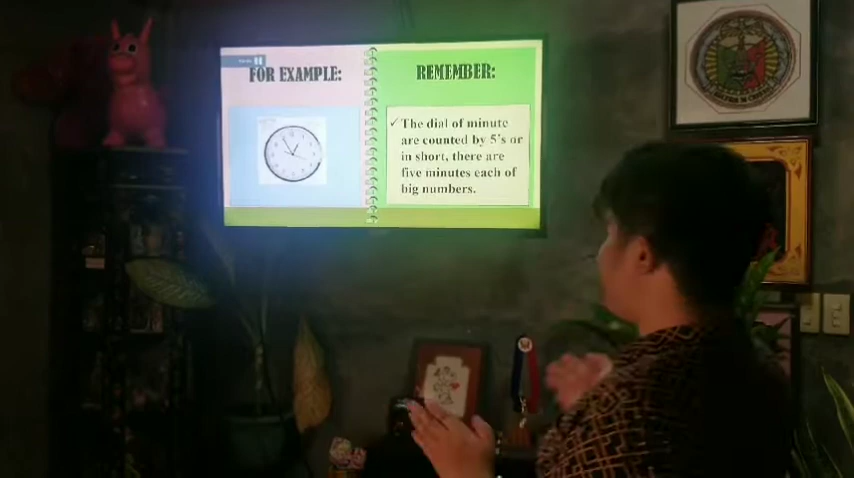 FOR EXAMPLE:
REMEMBER:
✓ The dial of minute
are counted by 5's or
in short, there are
five minutes each of
big numbers.